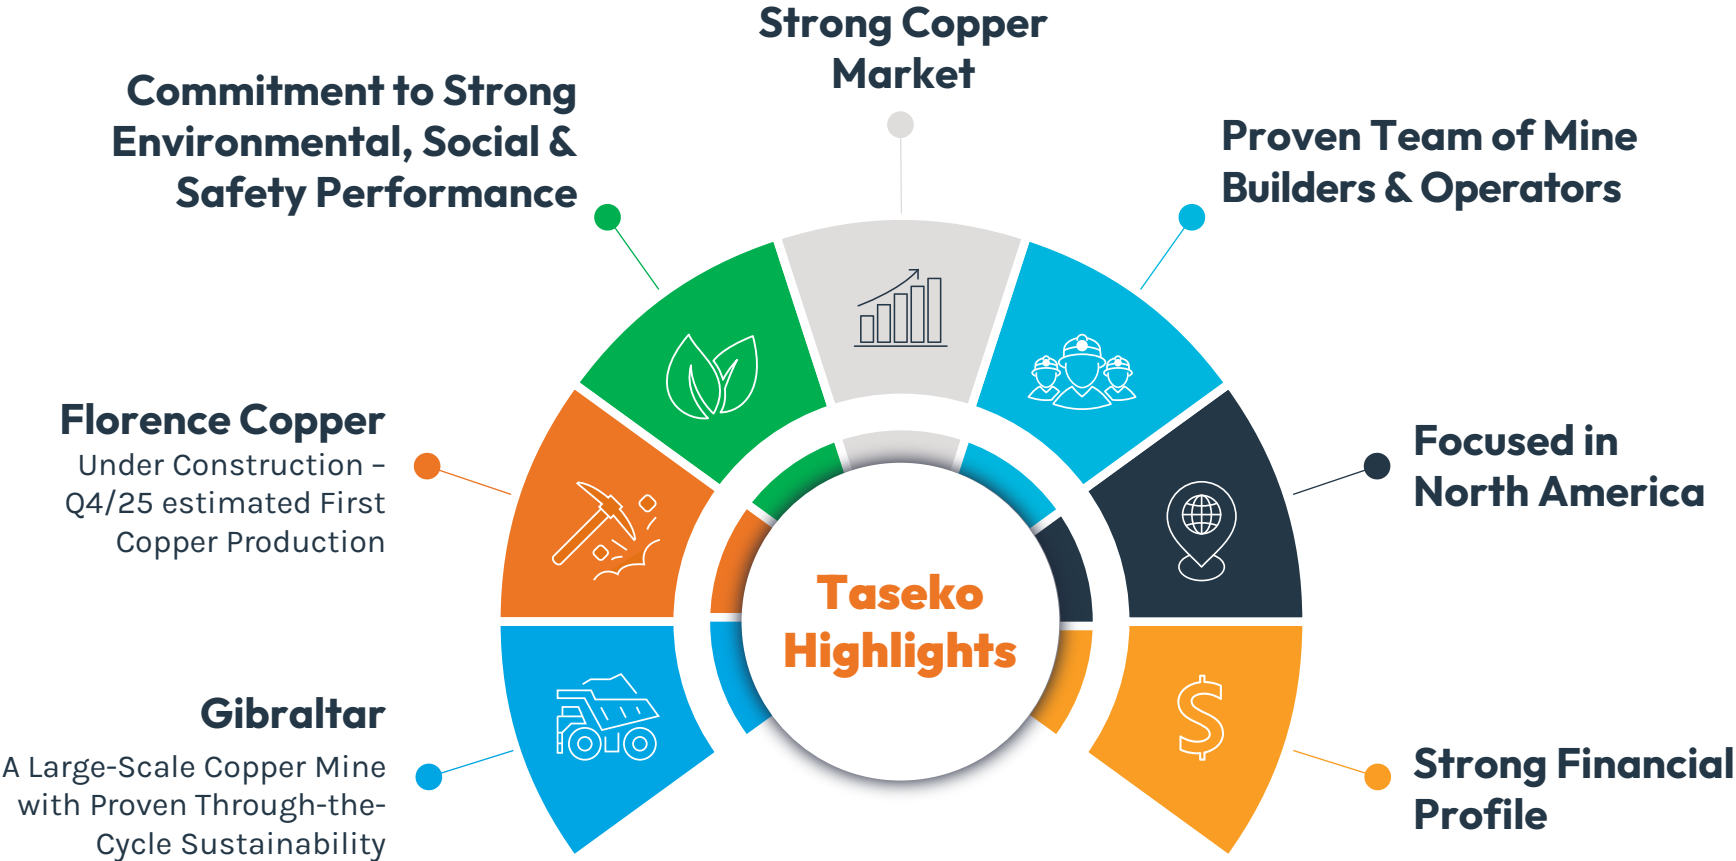 Strong Copper
Market
Commitment to Strong
Environmental, Social &
Safety Performance
Proven Team of Mine
Builders & Operators
Florence Copper
Under Construction –
Q4/25 estimated First
Copper Production
Focused in
North America
Taseko
Highlights
Gibraltar
A Large-Scale Copper Mine
with Proven Through-the-
Cycle Sustainability
Strong Financial
Profile
$